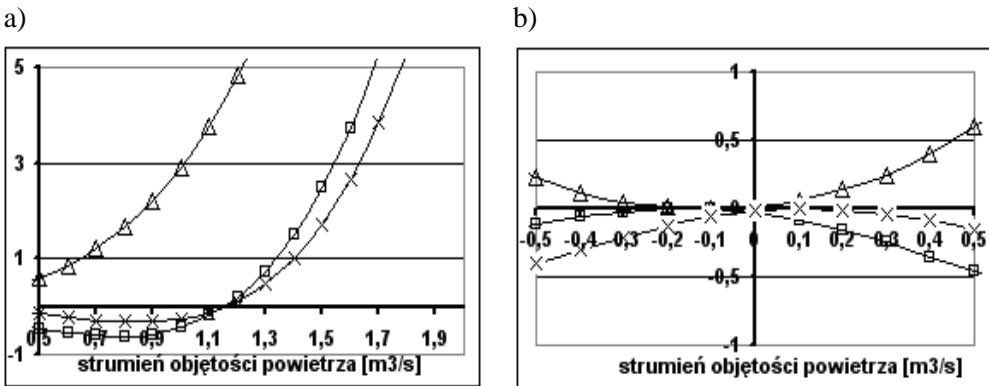 a)
b)
5
3
1
-1
0,5 0,7 0,9 1,1 1,3 1,5 1,7 1,9
strumień objętości powietrza [m3/s]
1
0,5
0
-0,5 -0,4 -0,3 -0,2 -0,1 0 0,1 0,2 0,3 0,4 0,5
-0,5
-1
strumień objętości powietrza [m3/s]